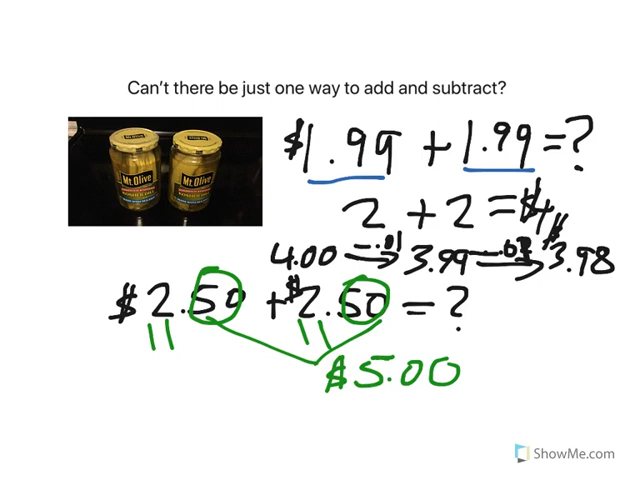 Can't there be just one way to add and subtract?
Mt.Olive Mt.Olive
$1.99 + 1.99 = ?
2 + 2 = $4
4.00 → 3.99 → $3.98
$2.50 + $2.50 = ?
$5.00
ShowMe.com